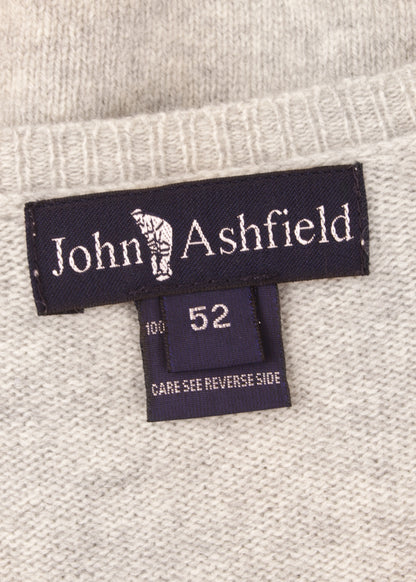 John Ashfield
52
100
CARE SEE REVERSE SIDE